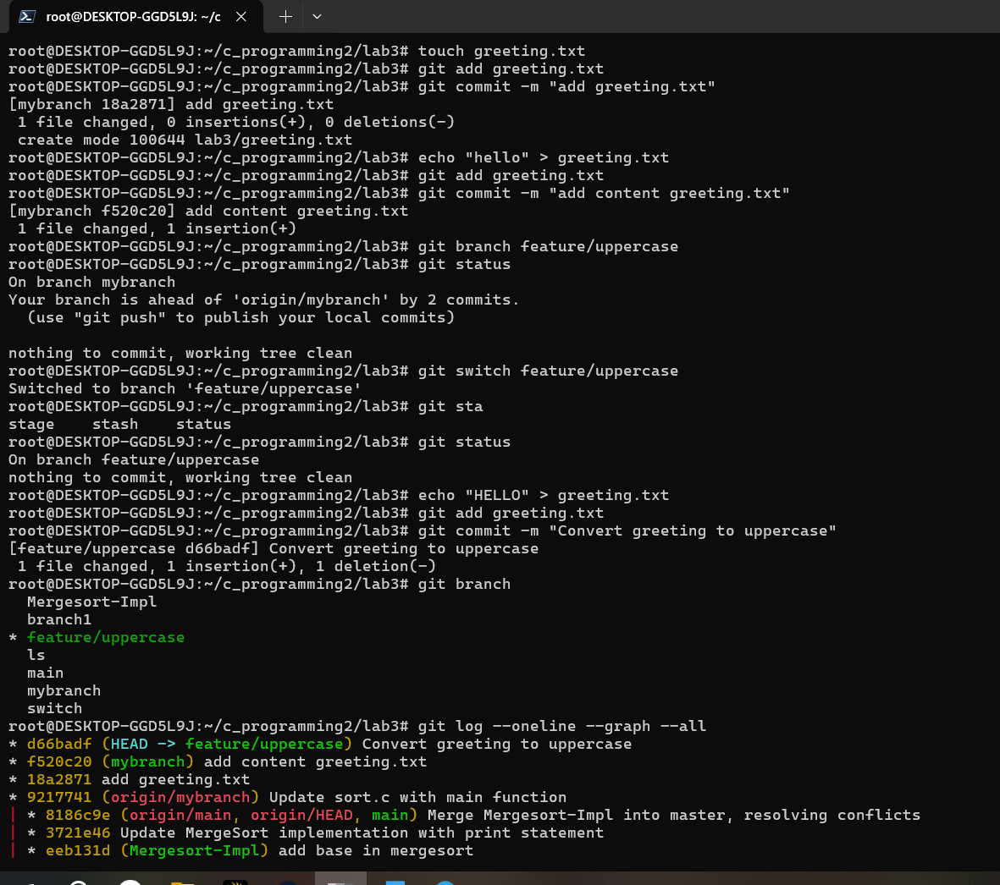 root@DESKTOP-GGD5L9J: ~/c
root@DESKTOP-GGD5L9J:~/c_programming2/lab3# touch greeting.txt
root@DESKTOP-GGD5L9J:~/c_programming2/lab3# git add greeting.txt
root@DESKTOP-GGD5L9J:~/c_programming2/lab3# git commit -m "add greeting.txt"
[mybranch 18a2871] add greeting.txt
 1 file changed, 0 insertions(+), 0 deletions(-)
 create mode 100644 lab3/greeting.txt
root@DESKTOP-GGD5L9J:~/c_programming2/lab3# echo "hello" > greeting.txt
root@DESKTOP-GGD5L9J:~/c_programming2/lab3# git add greeting.txt
root@DESKTOP-GGD5L9J:~/c_programming2/lab3# git commit -m "add content greeting.txt"
[mybranch f520c20] add content greeting.txt
 1 file changed, 1 insertion(+)
root@DESKTOP-GGD5L9J:~/c_programming2/lab3# git branch feature/uppercase
root@DESKTOP-GGD5L9J:~/c_programming2/lab3# git status
On branch mybranch
Your branch is ahead of 'origin/mybranch' by 2 commits.
  (use "git push" to publish your local commits)

nothing to commit, working tree clean
root@DESKTOP-GGD5L9J:~/c_programming2/lab3# git switch feature/uppercase
Switched to branch 'feature/uppercase'
root@DESKTOP-GGD5L9J:~/c_programming2/lab3# git sta
stage    stash    status
root@DESKTOP-GGD5L9J:~/c_programming2/lab3# git status
On branch feature/uppercase
nothing to commit, working tree clean
root@DESKTOP-GGD5L9J:~/c_programming2/lab3# echo "HELLO" > greeting.txt
root@DESKTOP-GGD5L9J:~/c_programming2/lab3# git add greeting.txt
root@DESKTOP-GGD5L9J:~/c_programming2/lab3# git commit -m "Convert greeting to uppercase"
[feature/uppercase d66badf] Convert greeting to uppercase
 1 file changed, 1 insertion(+), 1 deletion(-)
root@DESKTOP-GGD5L9J:~/c_programming2/lab3# git branch
  Mergesort-Impl
  branch1
* feature/uppercase
  ls
  main
  mybranch
  switch
root@DESKTOP-GGD5L9J:~/c_programming2/lab3# git log --oneline --graph --all
* d66badf (HEAD -> feature/uppercase) Convert greeting to uppercase
* f520c20 (mybranch) add content greeting.txt
* 18a2871 add greeting.txt
* 9217741 (origin/mybranch) Update sort.c with main function
| * 8186c9e (origin/main, origin/HEAD, main) Merge Mergesort-Impl into master, resolving conflicts
| * 3721e46 Update MergeSort implementation with print statement
| * eeb131d (Mergesort-Impl) add base in mergesort